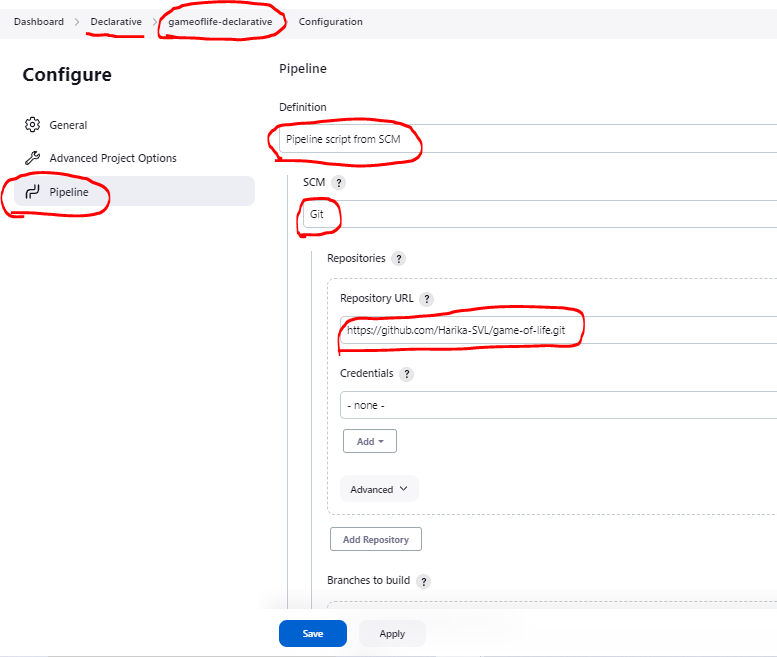 Dashboard > Declarative > gameoflife-declarative > Configuration
Configure
General
Advanced Project Options
Pipeline
Pipeline
Definition
Pipeline script from SCM
SCM ?
Git
Repositories ?
Repository URL ?
https://github.com/Harika-SVL/game-of-life.git
Credentials ?
- none -
Add
Advanced
Add Repository
Branches to build ?
Save
Apply